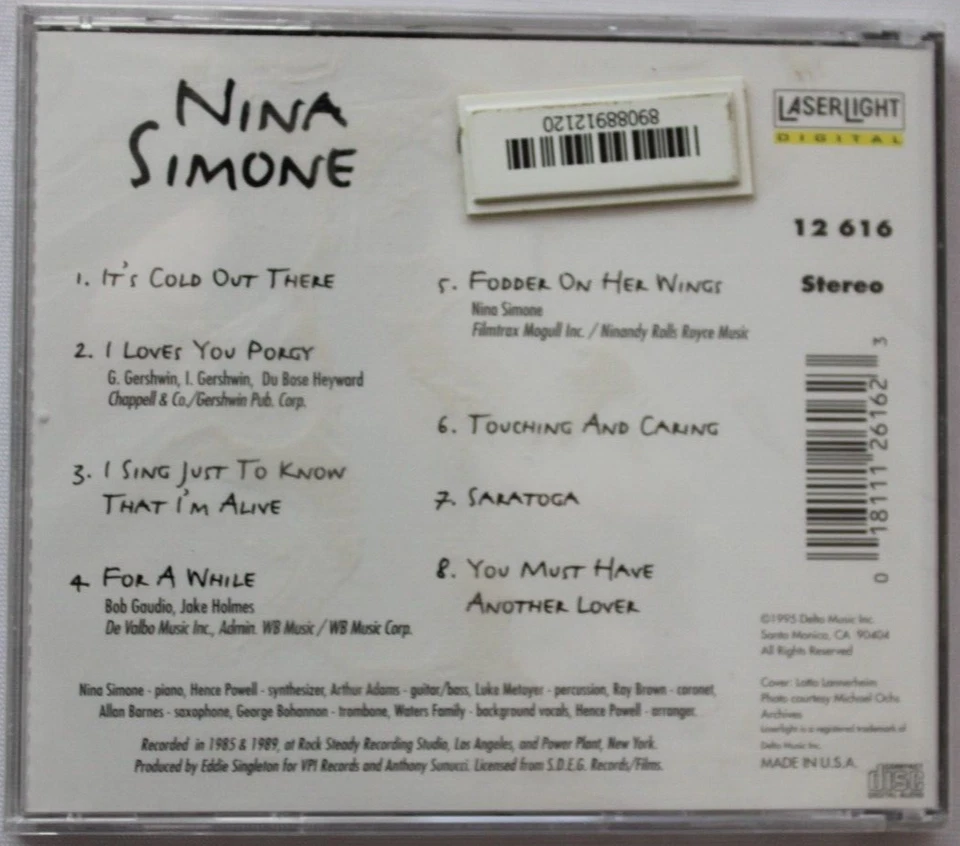 NINA
SIMONE
890888912120
LASERLIGHT
DIGITAL
12 616
Stereo
1. IT'S COLD OUT THERE
2. I LOVES YOU PORGY
G. Gershwin, I. Gershwin, Du Bose Heyward
Chappell & Co./Gershwin Pub. Corp.
3. I SING JUST TO KNOW
THAT I'M ALIVE
4 FOR A WHILE
Bob Gaudio, Jake Holmes
De Valbo Music Inc., Admin. WB Music / WB Music Corp.
5. FODDER ON HER WINGS
Nina Simone
Filmtrax Mogull Inc. / Ninandy Rolls Royce Music
6. TOUCHING AND CARING
7. SARATOGA
8. YOU MUST HAVE
ANOTHER LOVER
0 18111 26162 3
©1995 Delta Music Inc.
Santa Monica, CA 90404
All Rights Reserved
Cover: Lotta Lannerheim
Photo courtesy Michael Ochs
Archives
Laserlight is a registered trademark of
Delta Music Inc.
MADE IN U.S.A.
Nina Simone - piano, Hence Powell - synthesizer, Arthur Adams - guitar/bass, Luke Metoyer - percussion, Ray Brown - coronet,
Allan Barnes - saxophone, George Bohannon - trombone, Waters Family - background vocals, Hence Powell - arranger.
Recorded in 1985 & 1989, at Rock Steady Recording Studio, Los Angeles, and Power Plant, New York.
Produced by Eddie Singleton for VPI Records and Anthony Sunucci. Licensed from S.D.E.G. Records/Films.
COMPACT
disc
DIGITAL AUDIO